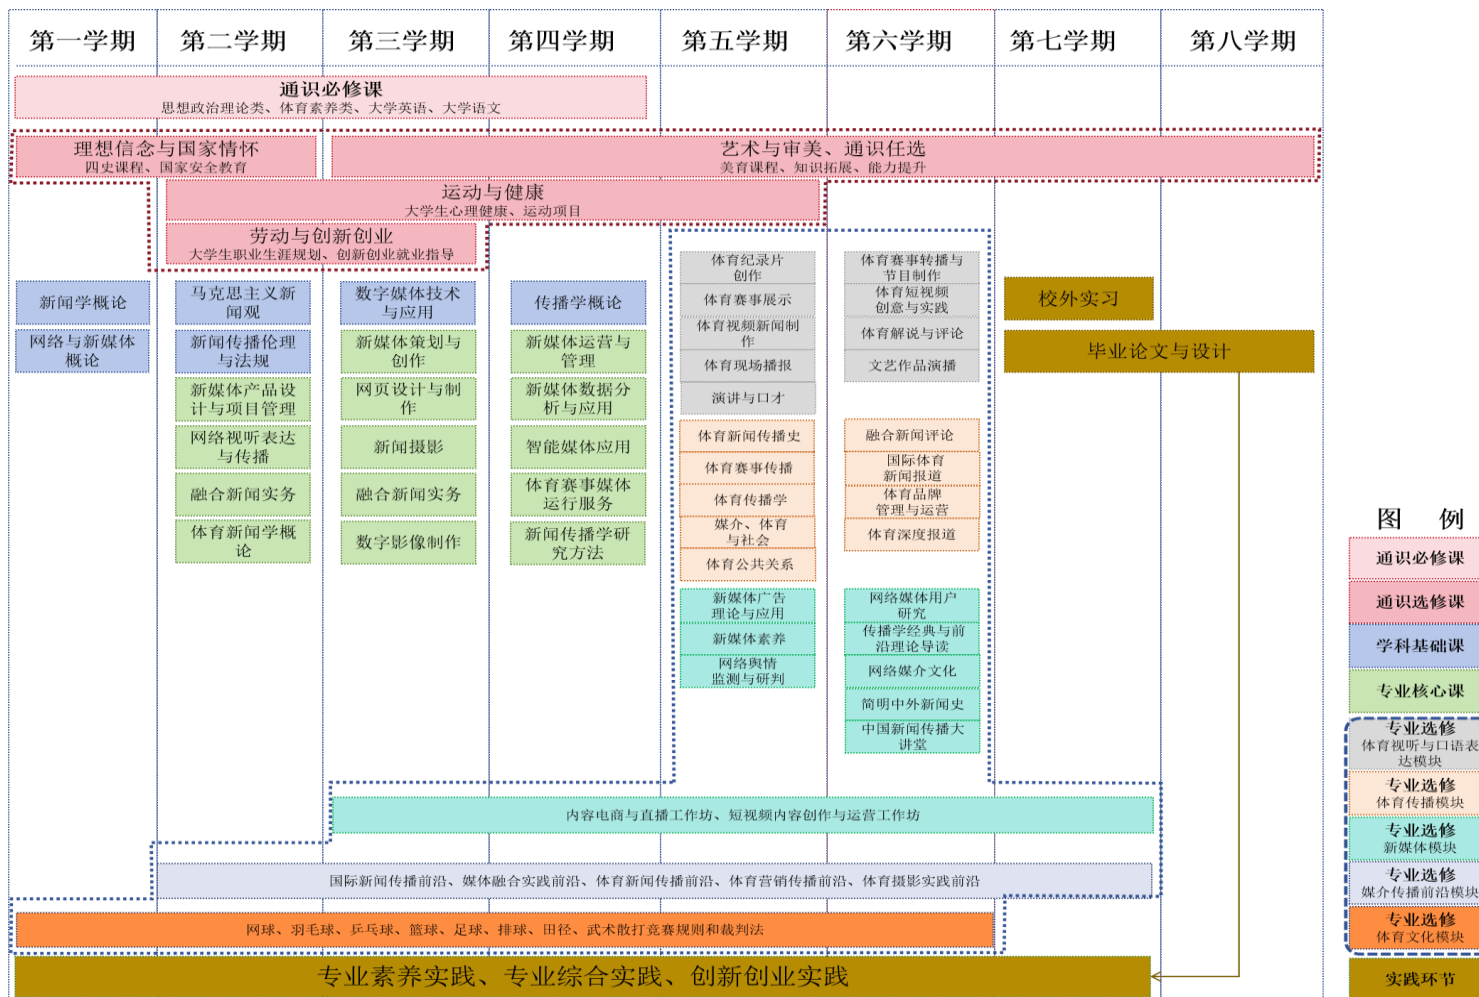 第一学期
第二学期
第三学期
第四学期
第五学期
第六学期
第七学期
第八学期
通识必修课
思想政治理论类、体育素养类、大学英语、大学语文
理想信念与国家情怀
四史课程、国家安全教育
艺术与审美、通识任选
美育课程、知识拓展、能力提升
运动与健康
大学生心理健康、运动项目
劳动与创新创业
大学生职业生涯规划、创新创业就业指导
新闻学概论
网络与新媒体
概论
马克思主义新
闻观
新闻传播伦理
与法规
新媒体产品设
计与项目管理
网络视听表达
与传播
融合新闻实务
体育新闻学概
论
数字媒体技术
与应用
新媒体策划与
创作
网页设计与制
作
新闻摄影
融合新闻实务
数字影像制作
传播学概论
新媒体运营与
管理
新媒体数据分
析与应用
智能媒体应用
体育赛事媒体
运行服务
新闻传播学研
究方法
体育纪录片
创作
体育赛事展示
体育视频新闻制
作
体育现场播报
演讲与口才
体育新闻传播史
体育赛事传播
体育传播学
媒介、体育
与社会
体育公共关系
新媒体广告
理论与应用
新媒体素养
网络舆情
监测与研判
体育赛事转播与
节目制作
体育短视频
创意与实践
体育解说与评论
文艺作品演播
融合新闻评论
国际体育
新闻报道
体育品牌
管理与运营
体育深度报道
网络媒体用户
研究
传播学经典与前
沿理论导读
网络媒介文化
简明中外新闻史
中国新闻传播大
讲堂
校外实习
毕业论文与设计
内容电商与直播工作坊、短视频内容创作与运营工作坊
国际新闻传播前沿、媒体融合实践前沿、体育新闻传播前沿、体育营销传播前沿、体育摄影实践前沿
网球、羽毛球、乒乓球、篮球、足球、排球、田径、武术散打竞赛规则和裁判法
专业素养实践、专业综合实践、创新创业实践
图 例
通识必修课
通识选修课
学科基础课
专业核心课
专业选修
体育视听与口语表
达模块
专业选修
体育传播模块
专业选修
新媒体模块
专业选修
媒介传播前沿模块
专业选修
体育文化模块
实践环节